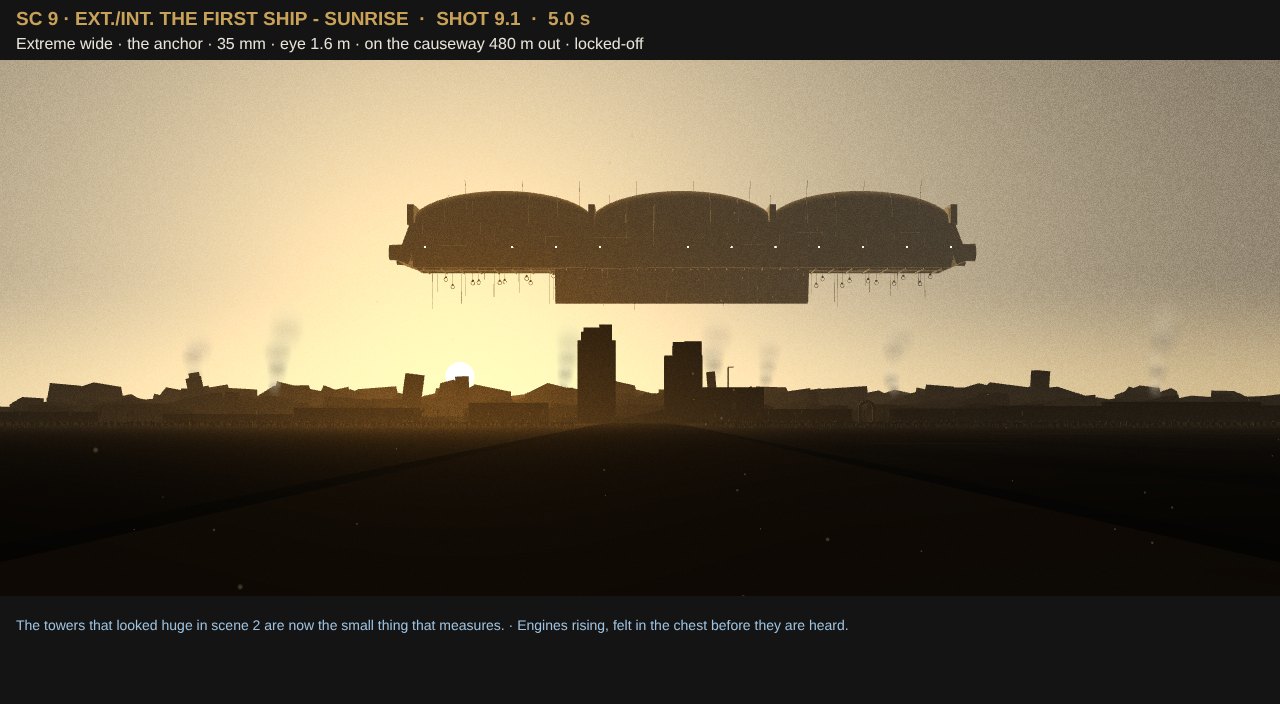 SC 9 · EXT./INT. THE FIRST SHIP - SUNRISE · SHOT 9.1 · 5.0 s
Extreme wide · the anchor · 35 mm · eye 1.6 m · on the causeway 480 m out · locked-off
The towers that looked huge in scene 2 are now the small thing that measures. · Engines rising, felt in the chest before they are heard.